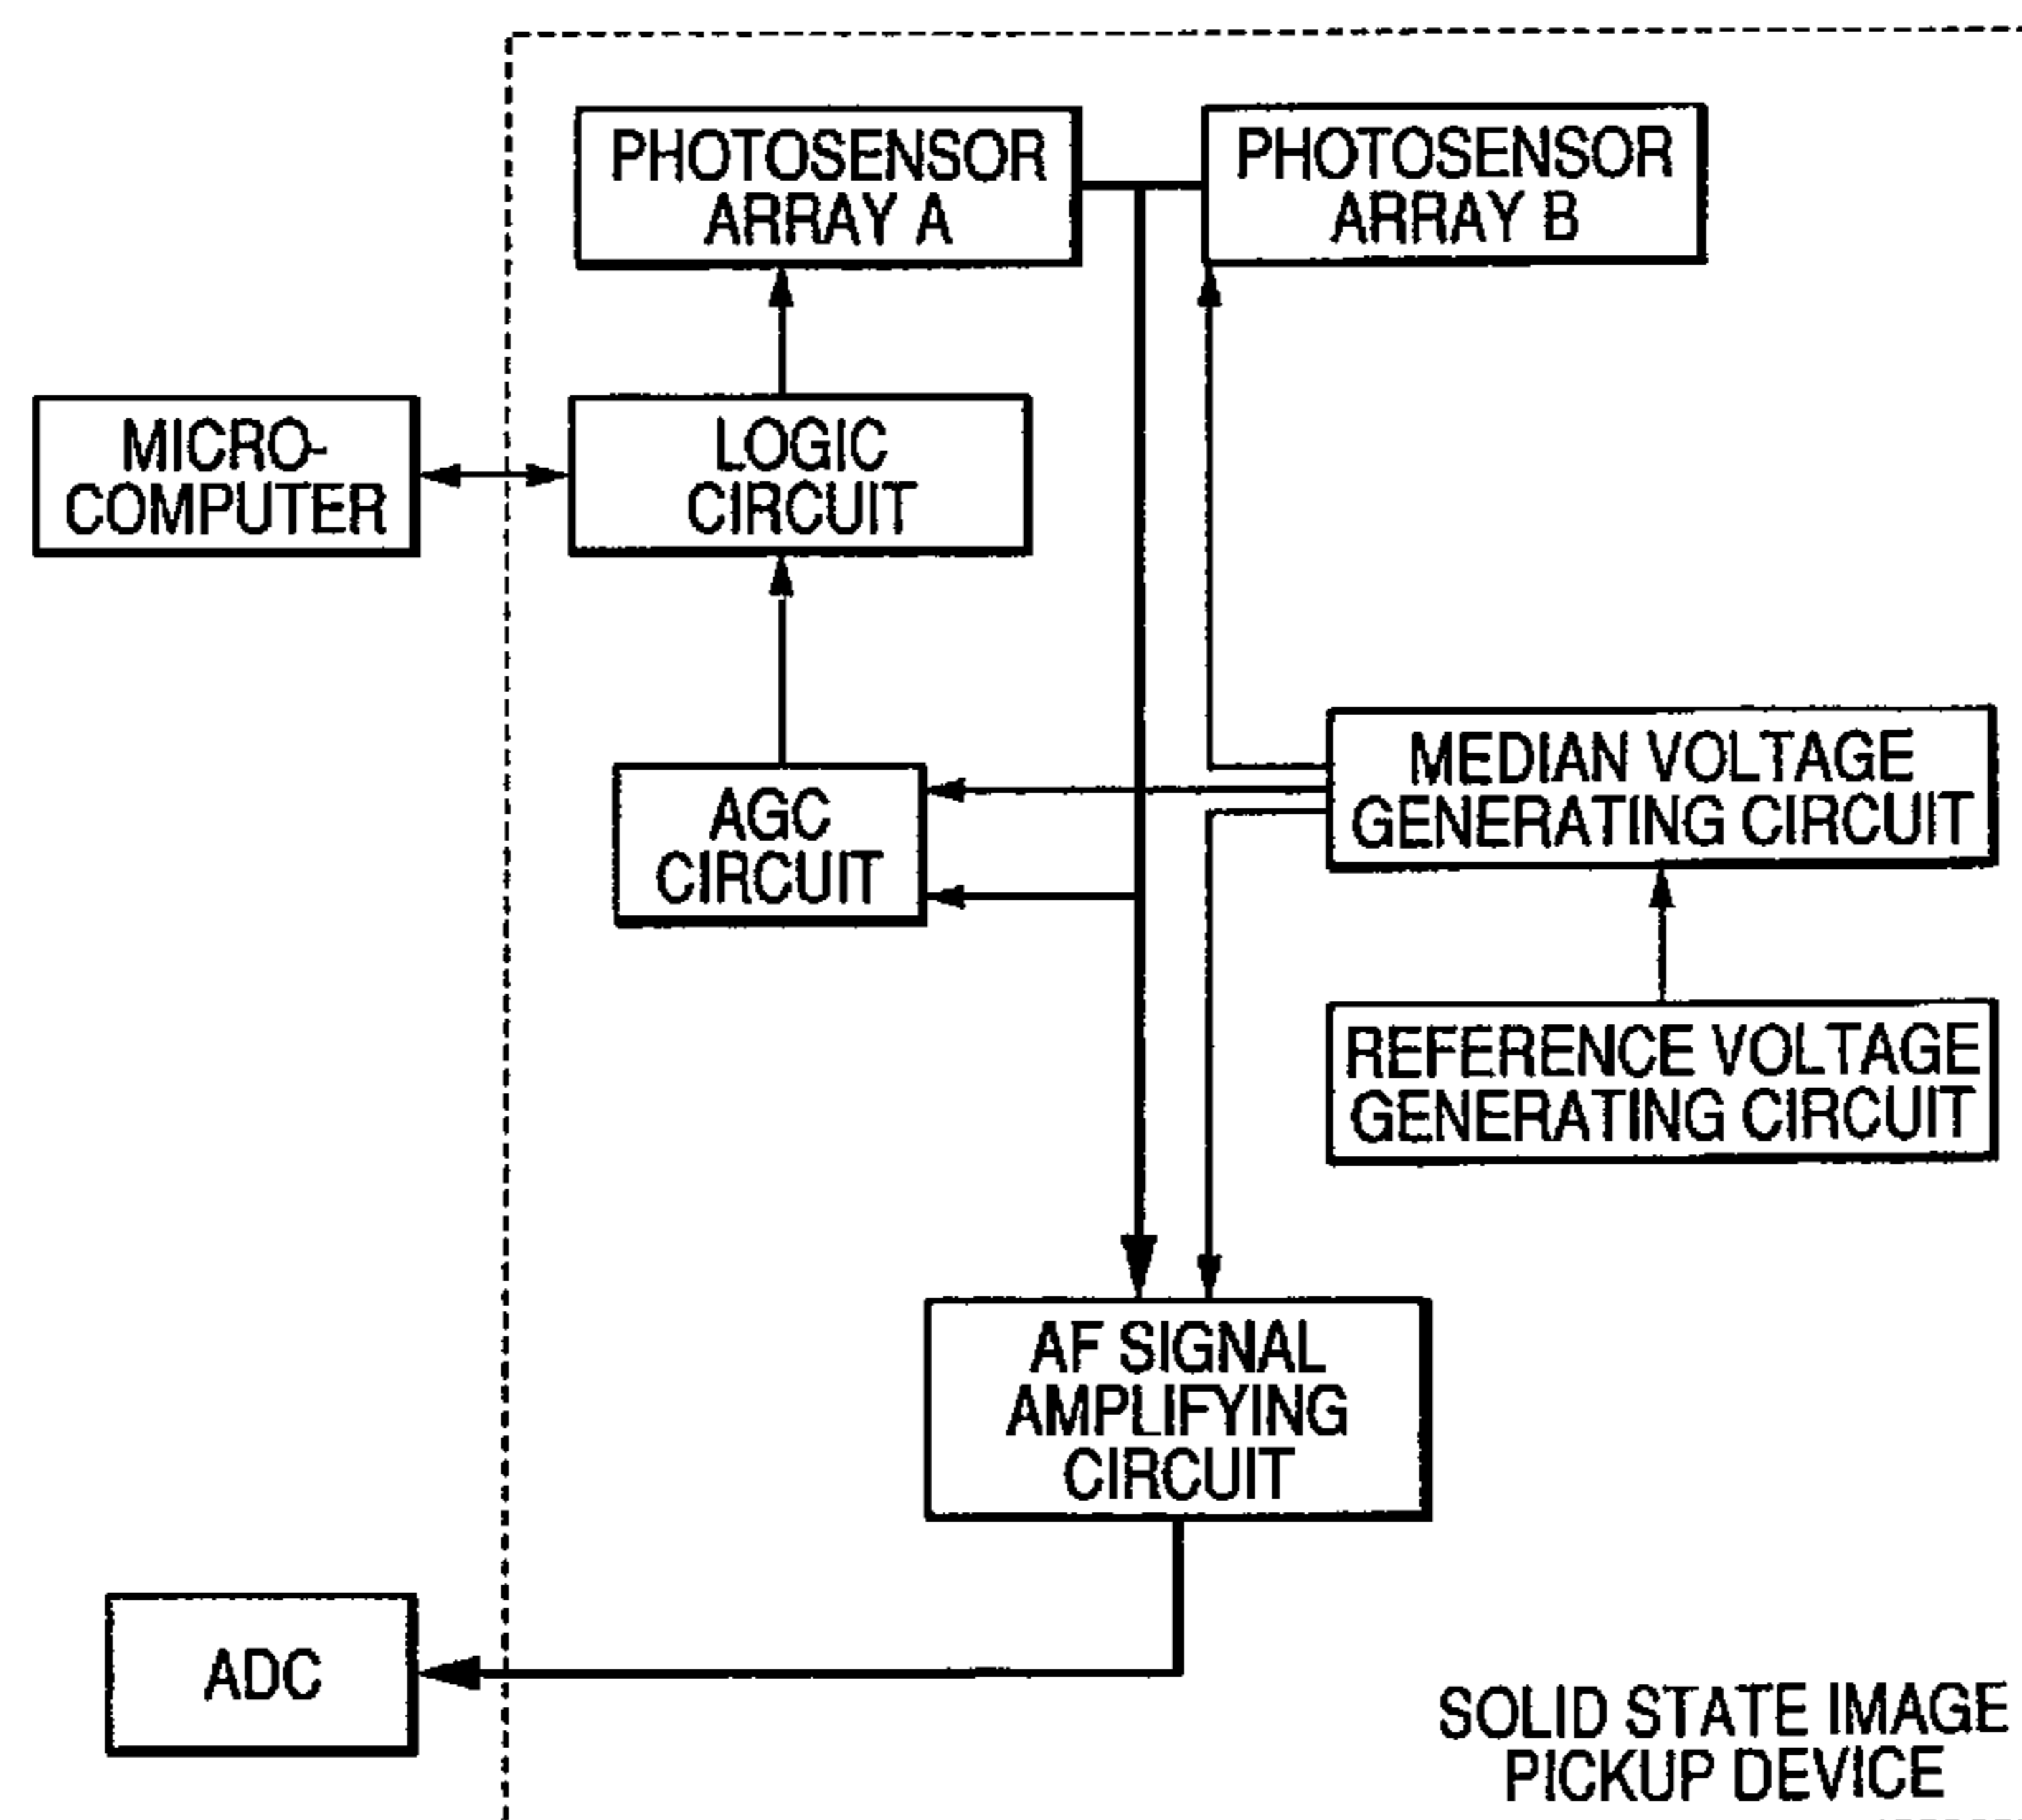 PHOTOSENSOR
ARRAY A
PHOTOSENSOR
ARRAY B
MICRO-
COMPUTER
LOGIC
CIRCUIT
AGC
CIRCUIT
MEDIAN VOLTAGE
GENERATING CIRCUIT
REFERENCE VOLTAGE
GENERATING CIRCUIT
AF SIGNAL
AMPLIFYING
CIRCUIT
ADC
SOLID STATE IMAGE
PICKUP DEVICE